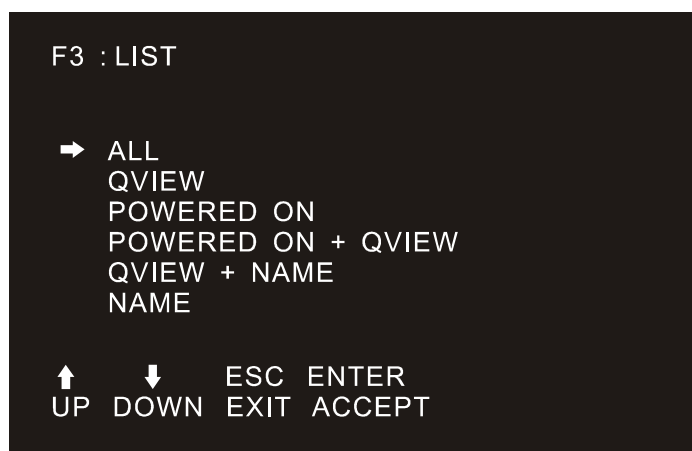 F3 : LIST
➡ ALL
QVIEW
POWERED ON
POWERED ON + QVIEW
QVIEW + NAME
NAME
⬆ ⬇ ESC ENTER
UP DOWN EXIT ACCEPT